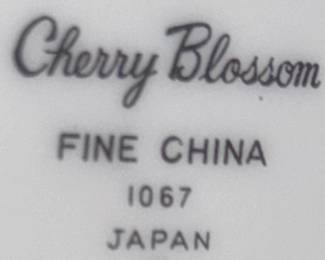 Cherry Blossom
FINE CHINA
1067
JAPAN